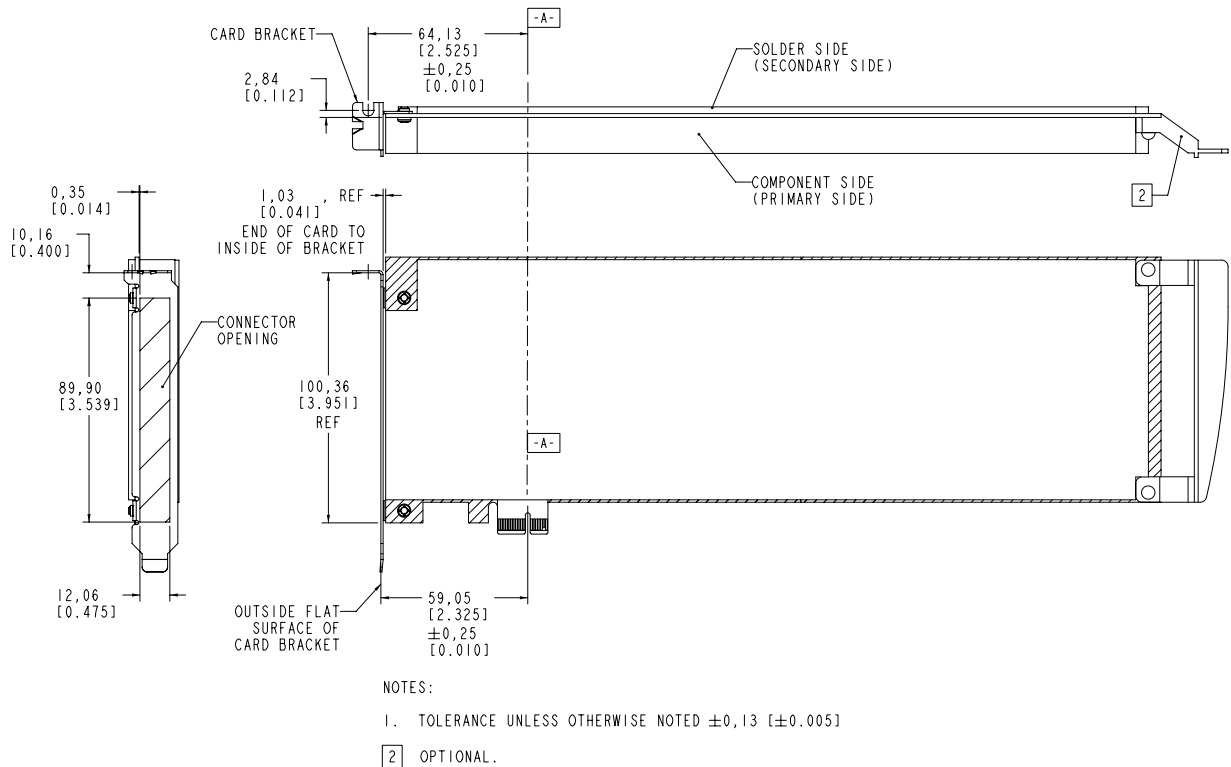 -A-
CARD BRACKET
64,13
[2.525]
±0,25
[0.010]
SOLDER SIDE
(SECONDARY SIDE)
2,84
[0.112]
COMPONENT SIDE
(PRIMARY SIDE)
2
0,35
[0.014]
1,03 , REF
[0.041]
END OF CARD TO
INSIDE OF BRACKET
10,16
[0.400]
CONNECTOR
OPENING
89,90
[3.539]
100,36
[3.951]
REF
-A-
12,06
[0.475]
OUTSIDE FLAT
SURFACE OF
CARD BRACKET
59,05
[2.325]
±0,25
[0.010]
NOTES:
1. TOLERANCE UNLESS OTHERWISE NOTED ±0,13 [±0.005]
2 OPTIONAL.